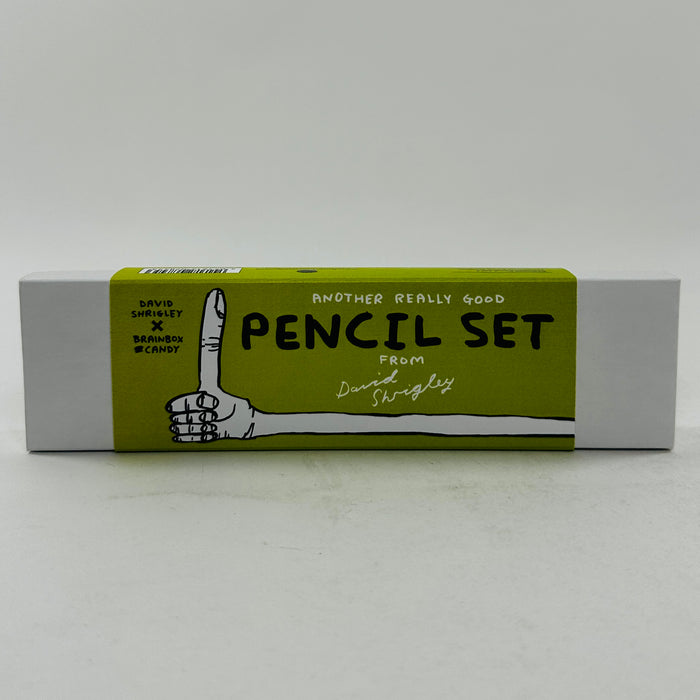 DAVID
SHRIGLEY
X
BRAINBOX
CANDY
ANOTHER REALLY GOOD
PENCIL SET
FROM
David
Shrigley